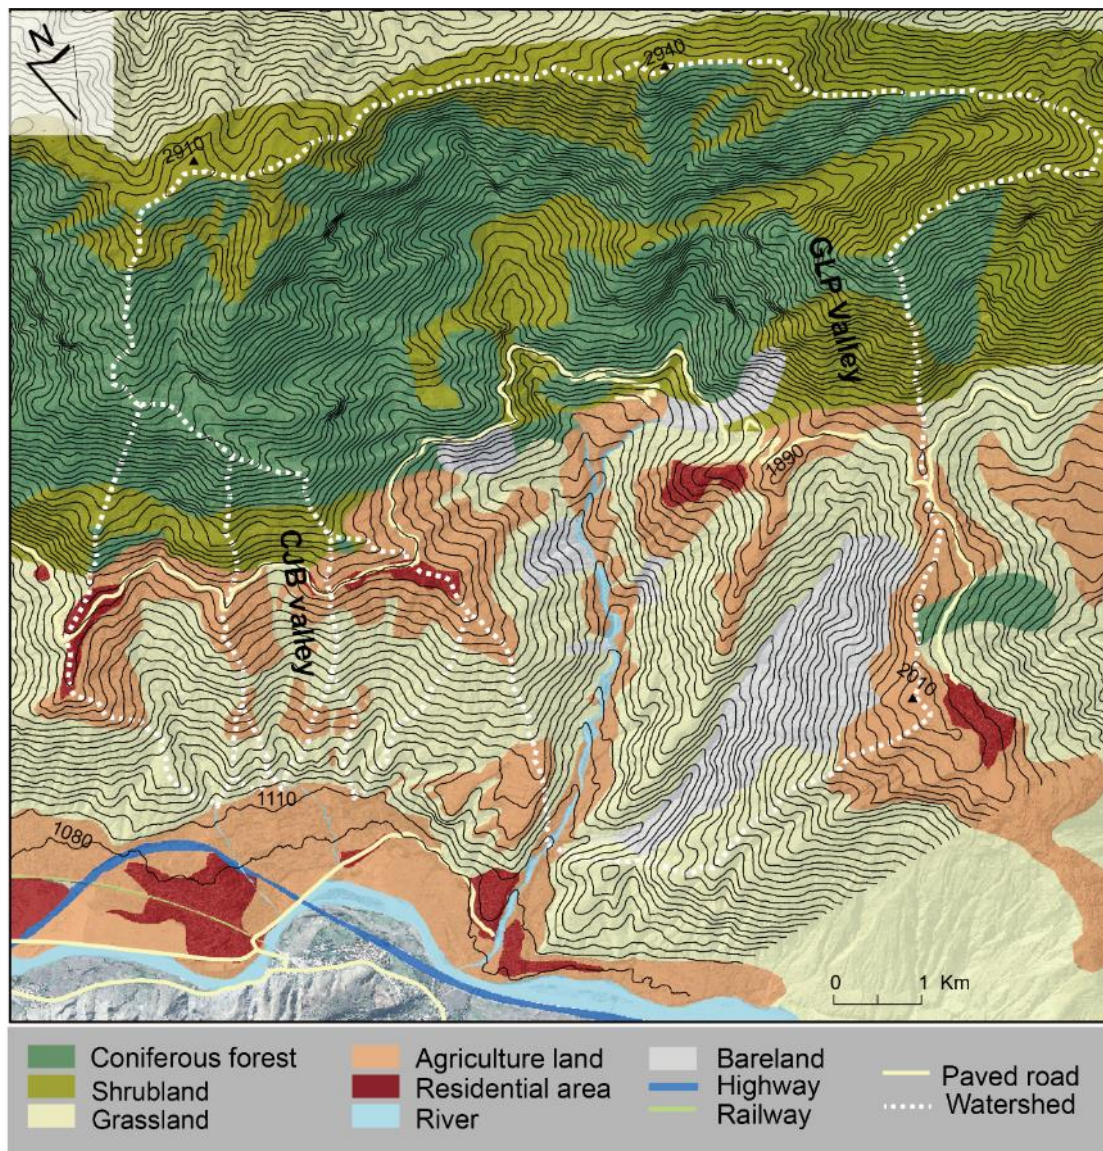 N
2940
2910
GLP valley
1890
CJB valley
2010
1110
1080
0 1 Km
Coniferous forest
Agriculture land
Bareland
Paved road
Shrubland
Residential area
Highway
Watershed
Grassland
River
Railway